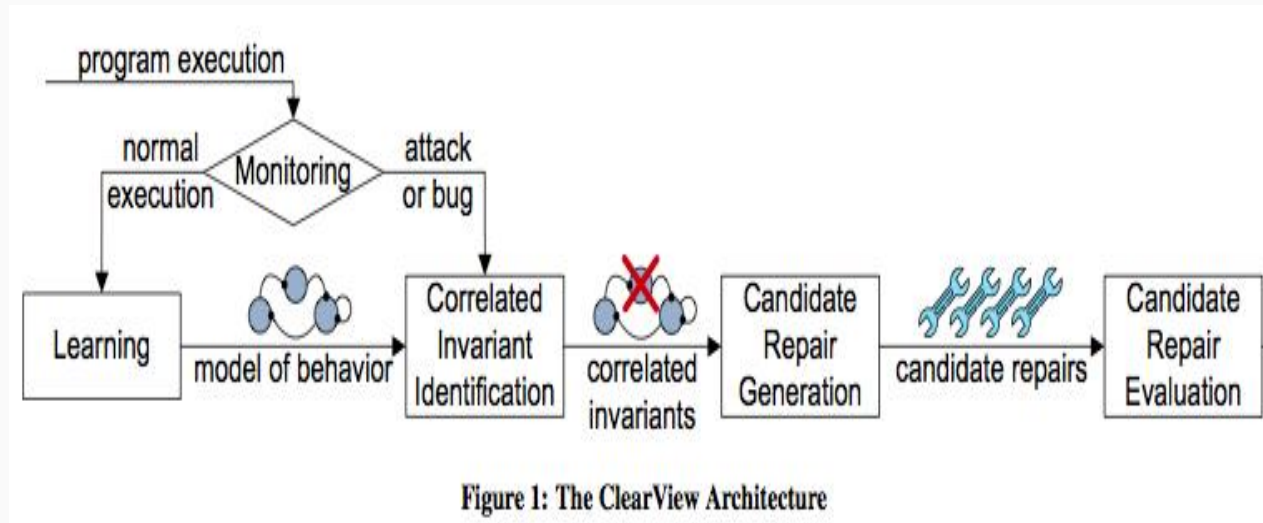 program execution
normal
execution
Monitoring
attack
or bug
Learning
model of behavior
Correlated
Invariant
Identification
correlated
invariants
Candidate
Repair
Generation
candidate repairs
Candidate
Repair
Evaluation
Figure 1: The ClearView Architecture